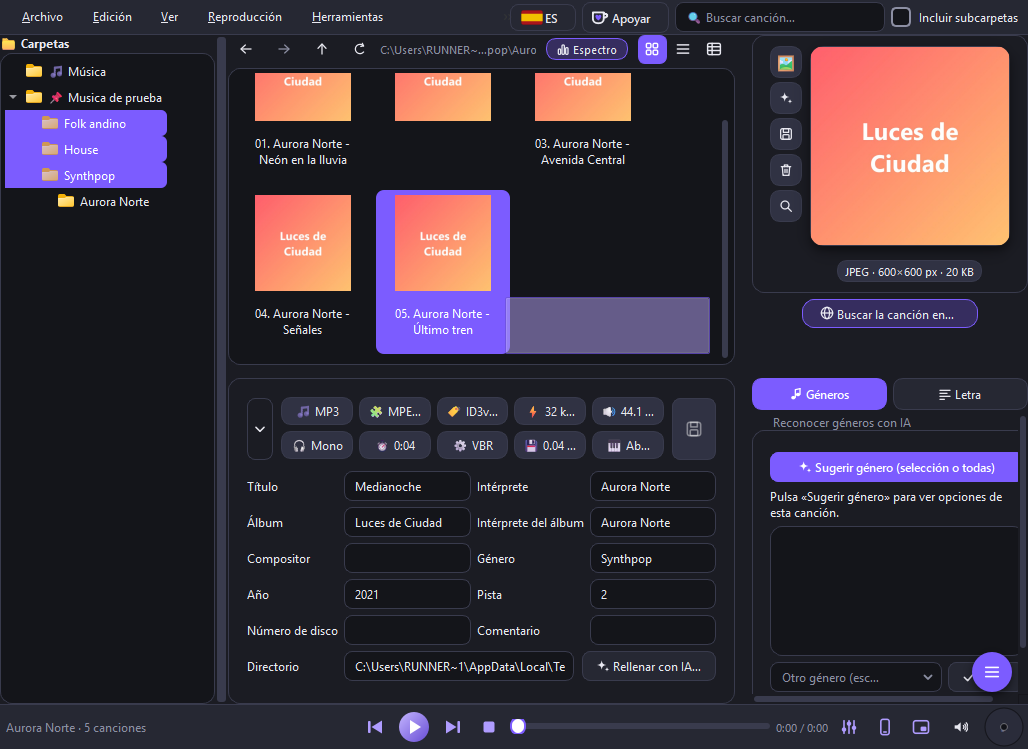 Archivo Edición Ver Reproducción Herramientas ES Apoyar Buscar canción... Incluir subcarpetas
Carpetas
Música
Musica de prueba
Folk andino
House
Synthpop
Aurora Norte
C:\Users\RUNNER~...pop\Auro Espectro
Ciudad Ciudad Ciudad
01. Aurora Norte -
Neón en la lluvia
03. Aurora Norte -
Avenida Central
Luces de
Ciudad
04. Aurora Norte -
Señales
Luces de
Ciudad
05. Aurora Norte -
Último tren
Luces de
Ciudad
JPEG · 600×600 px · 20 KB
Buscar la canción en...
MP3 MPE... ID3v... 32 k... 44.1 ...
Mono 0:04 VBR 0.04 ... Ab...
Título Medianoche Intérprete Aurora Norte
Álbum Luces de Ciudad Intérprete del álbum Aurora Norte
Compositor Género Synthpop
Año 2021 Pista 2
Número de disco Comentario
Directorio C:\Users\RUNNER~1\AppData\Local\Te Rellenar con IA...
Géneros Letra
Reconocer géneros con IA
Sugerir género (selección o todas)
Pulsa «Sugerir género» para ver opciones de
esta canción.
Otro género (esc...
Aurora Norte · 5 canciones 0:00 / 0:00